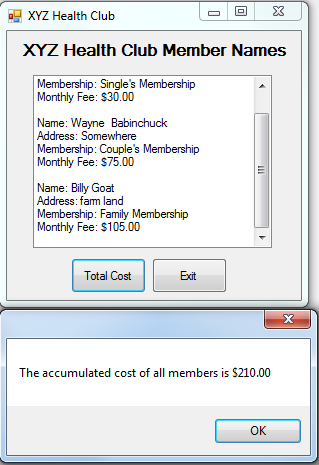 XYZ Health Club
XYZ Health Club Member Names
Membership: Single's Membership
Monthly Fee: $30.00
Name: Wayne  Babinchuck
Address: Somewhere
Membership: Couple's Membership
Monthly Fee: $75.00
Name: Billy Goat
Address: farm land
Membership: Family Membership
Monthly Fee: $105.00
Total Cost
Exit
The accumulated cost of all members is $210.00
OK